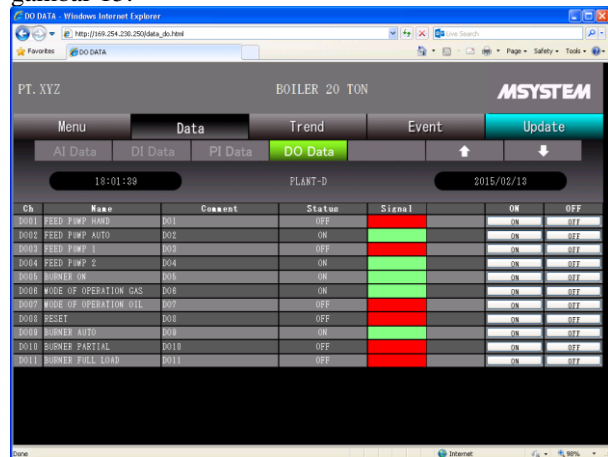 gambar 13.
DO DATA - Windows Internet Explorer
http://169.254.230.250/data_do.html
Live Search
Favorites DO DATA
Page Safety Tools
PT. XYZ BOILER 20 TON MSYSTEM
Menu Data Trend Event Update
AI Data DI Data PI Data DO Data
18:01:39 PLANT-D 2015/02/13
Ch Name Comment Status Signal ON OFF
DO01 FEED PUMP HAND DO1 OFF ON OFF
DO02 FEED PUMP AUTO DO2 ON ON OFF
DO03 FEED PUMP 1 DO3 OFF ON OFF
DO04 FEED PUMP 2 DO4 ON ON OFF
DO05 BURNER ON DO5 ON ON OFF
DO06 MODE OF OPERATION GAS DO6 ON ON OFF
DO07 MODE OF OPERATION OIL DO7 OFF ON OFF
DO08 RESET DO8 OFF ON OFF
DO09 BURNER AUTO DO9 ON ON OFF
DO10 BURNER PARTIAL DO10 OFF ON OFF
DO11 BURNER FULL LOAD DO11 OFF ON OFF
Done Internet 98%